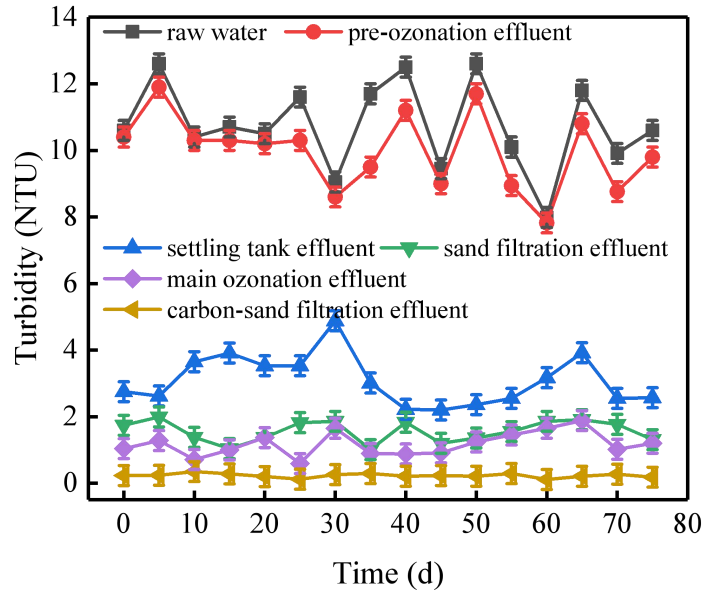 14
raw water pre-ozonation effluent
12
10
8
settling tank effluent sand filtration effluent
main ozonation effluent
carbon-sand filtration effluent
6
4
2
0
Turbidity (NTU)
0 10 20 30 40 50 60 70 80
Time (d)